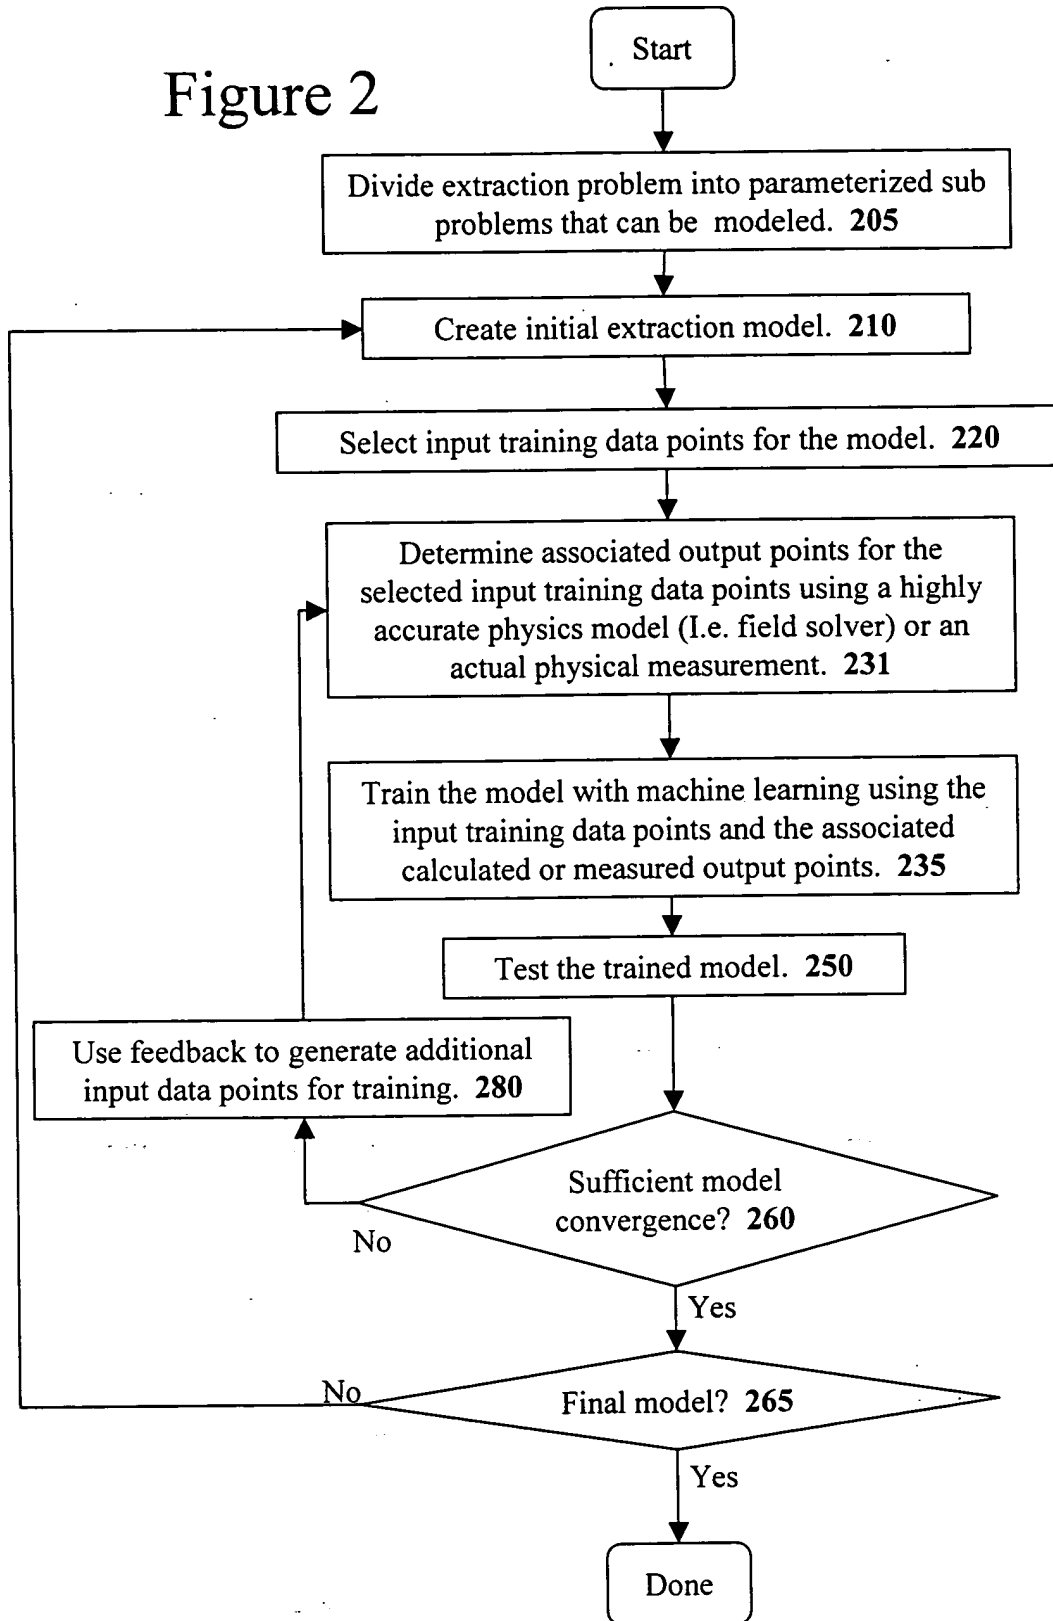 Start
Figure 2
Divide extraction problem into parameterized sub
problems that can be modeled. 205
Create initial extraction model. 210
Select input training data points for the model. 220
Determine associated output points for the
selected input training data points using a highly
accurate physics model (I.e. field solver) or an
actual physical measurement. 231
Train the model with machine learning using the
input training data points and the associated
calculated or measured output points. 235
Test the trained model. 250
Use feedback to generate additional
input data points for training. 280
Sufficient model
convergence? 260
No
Yes
No
Final model? 265
Yes
Done